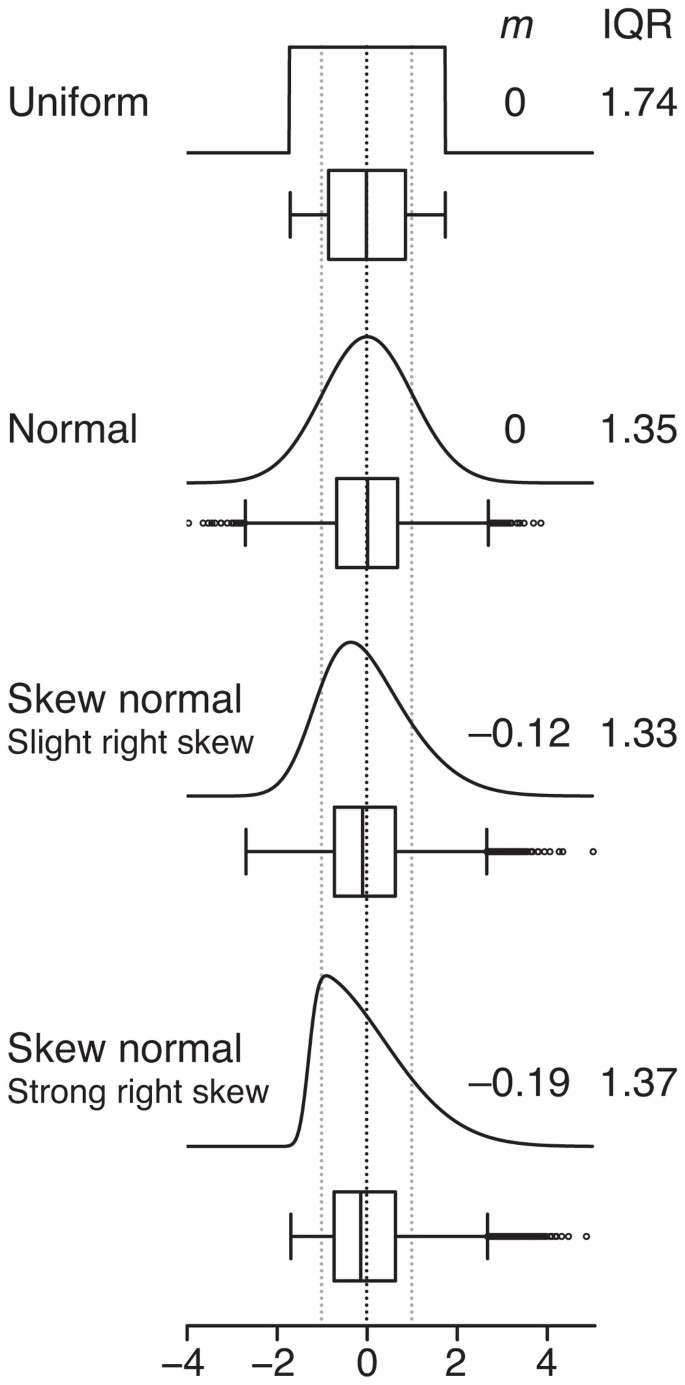 m IQR
Uniform 0 1.74
Normal 0 1.35
Skew normal
Slight right skew –0.12 1.33
Skew normal
Strong right skew –0.19 1.37
–4 –2 0 2 4